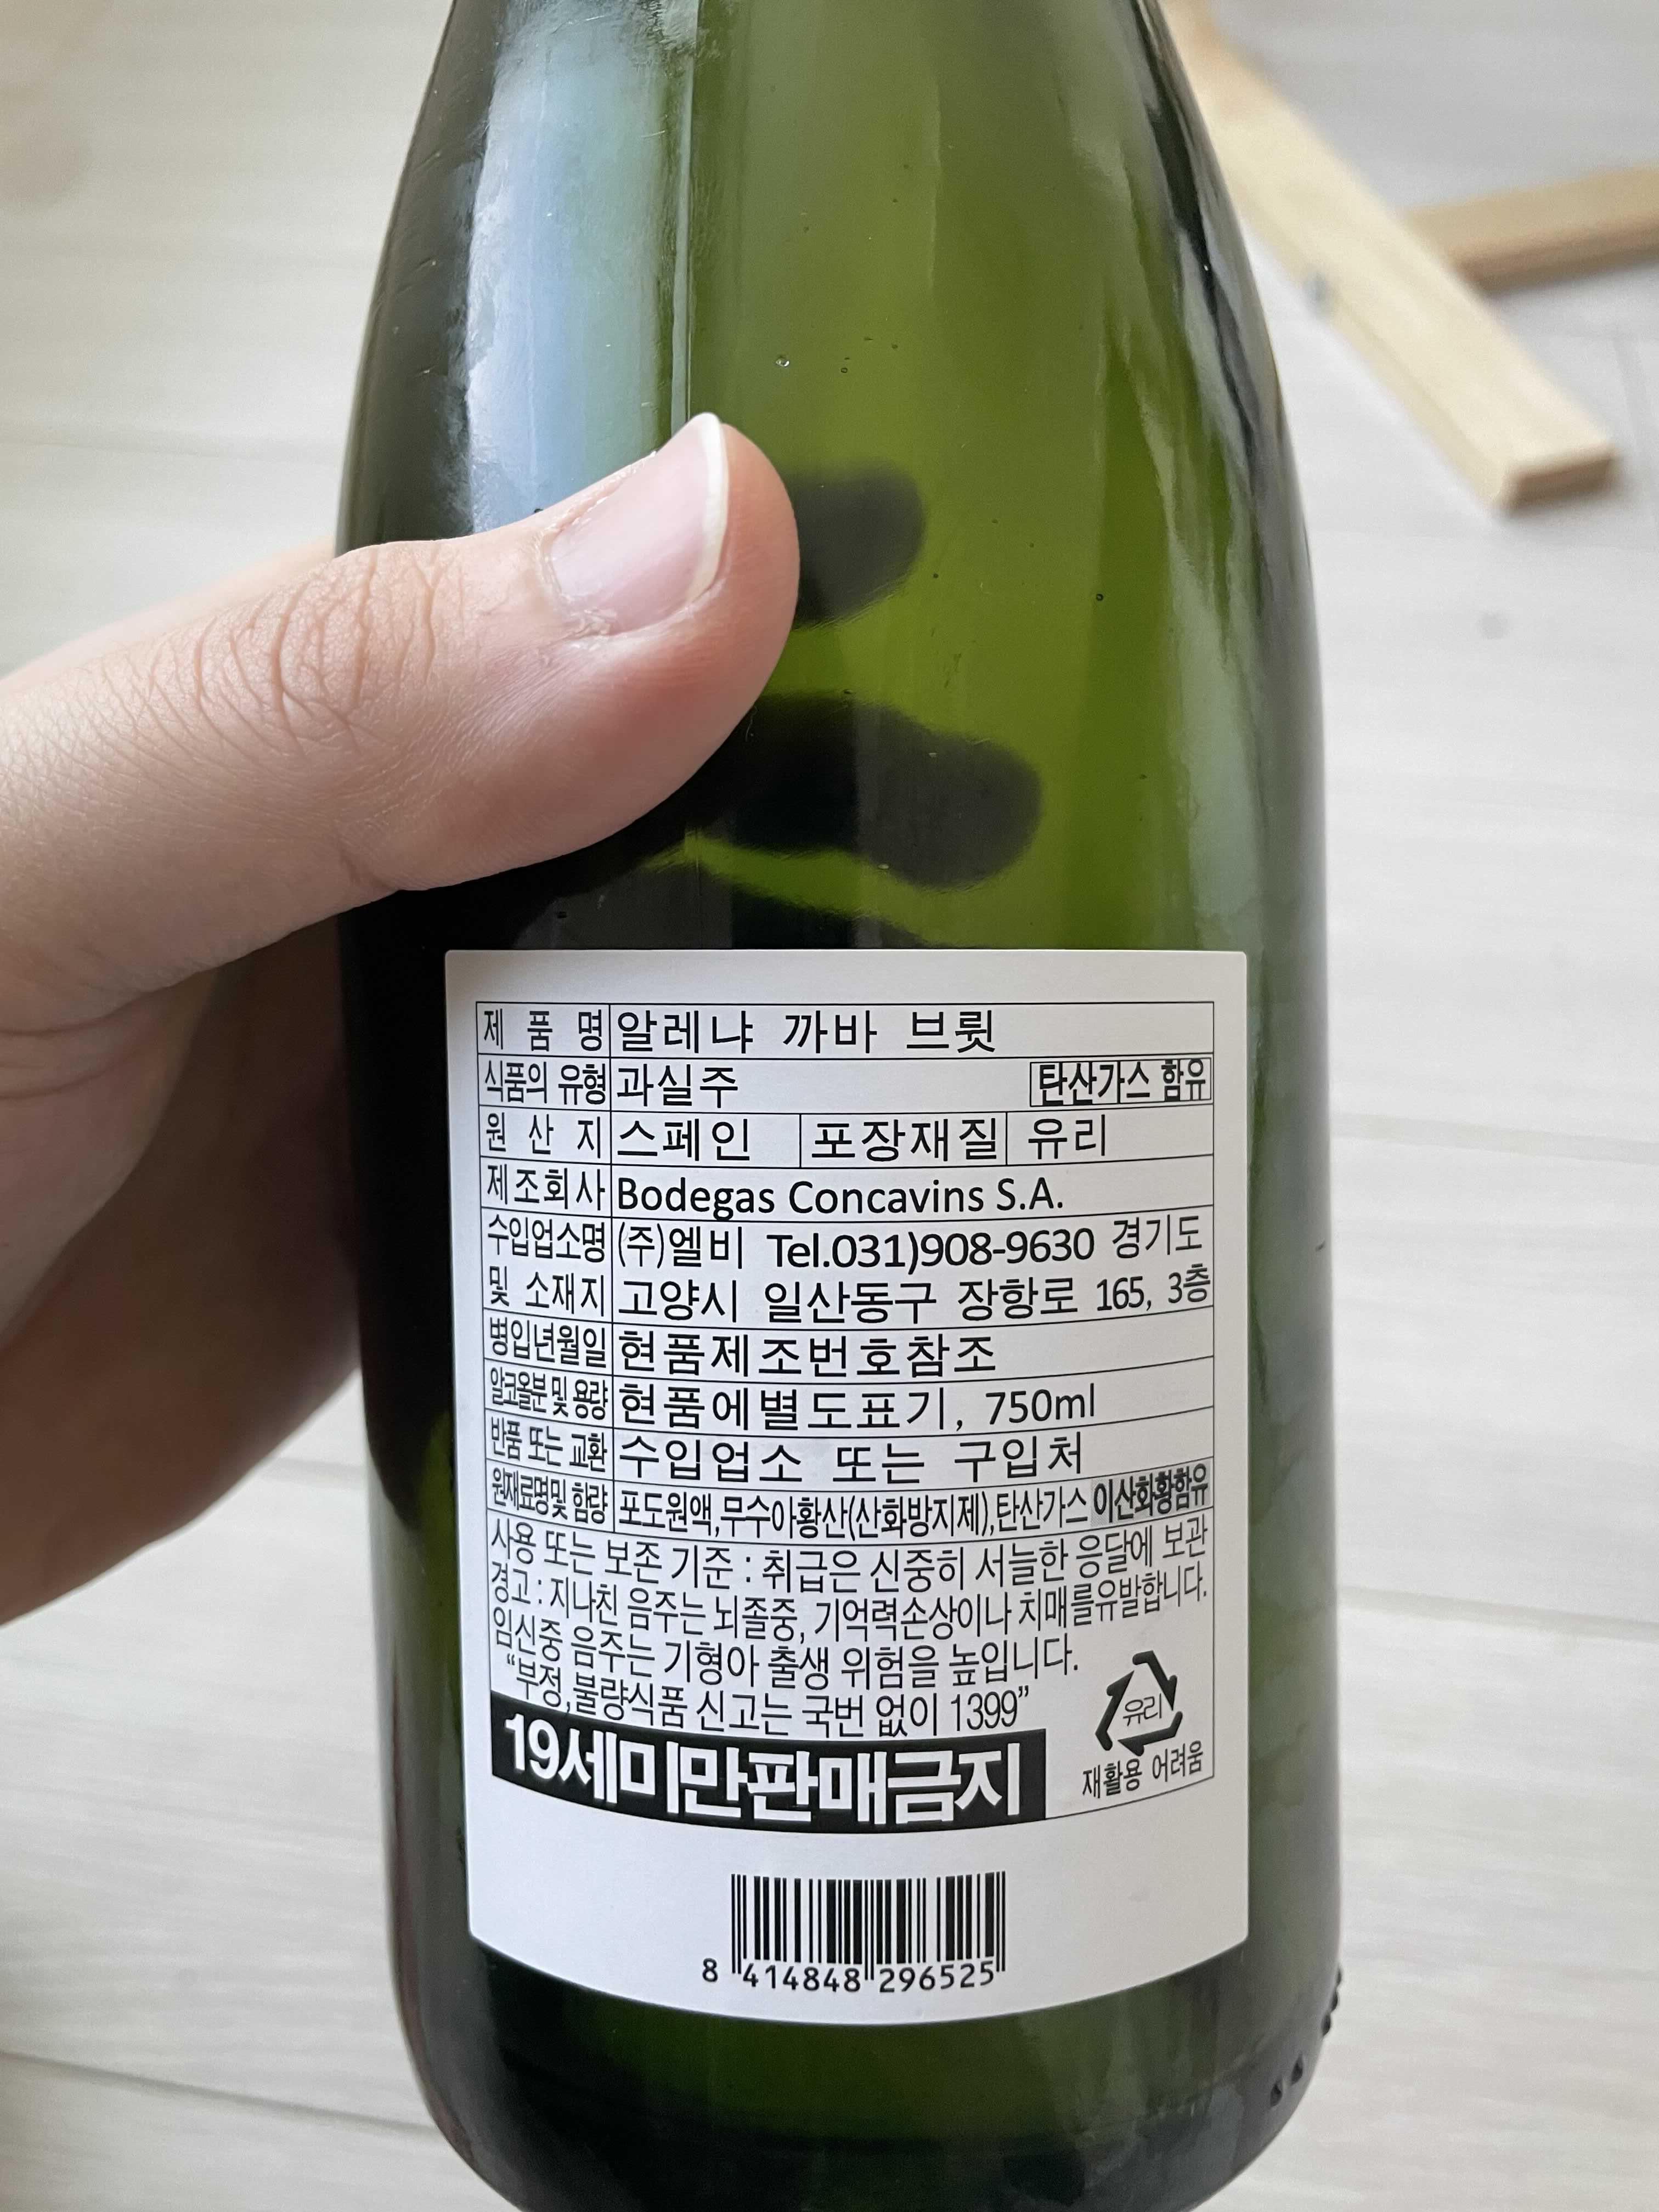 제 품 명 알레냐 까바 브륏
식품의 유형 과실주 탄산가스 함유
원 산 지 스페인 포장재질 유리
제조회사 Bodegas Concavins S.A.
수입업소명 (주)엘비 Tel.031)908-9630 경기도
및 소재지 고양시 일산동구 장항로 165, 3층
병입년월일 현품제조번호참조
알코올분 및 용량 현품에별도표기, 750ml
반품 또는 교환 수입업소 또는 구입처
원재료명및 함량 포도원액,무수아황산(산화방지제),탄산가스 이산화황함유
사용 또는 보존 기준 : 취급은 신중히 서늘한 응달에 보관
경고 : 지나친 음주는 뇌졸중, 기억력손상이나 치매를유발합니다.
임신중 음주는 기형아 출생 위험을 높입니다.
“부정,불량식품 신고는 국번 없이 1399”
19세미만판매금지
유리
재활용 어려움
8 414848 296525